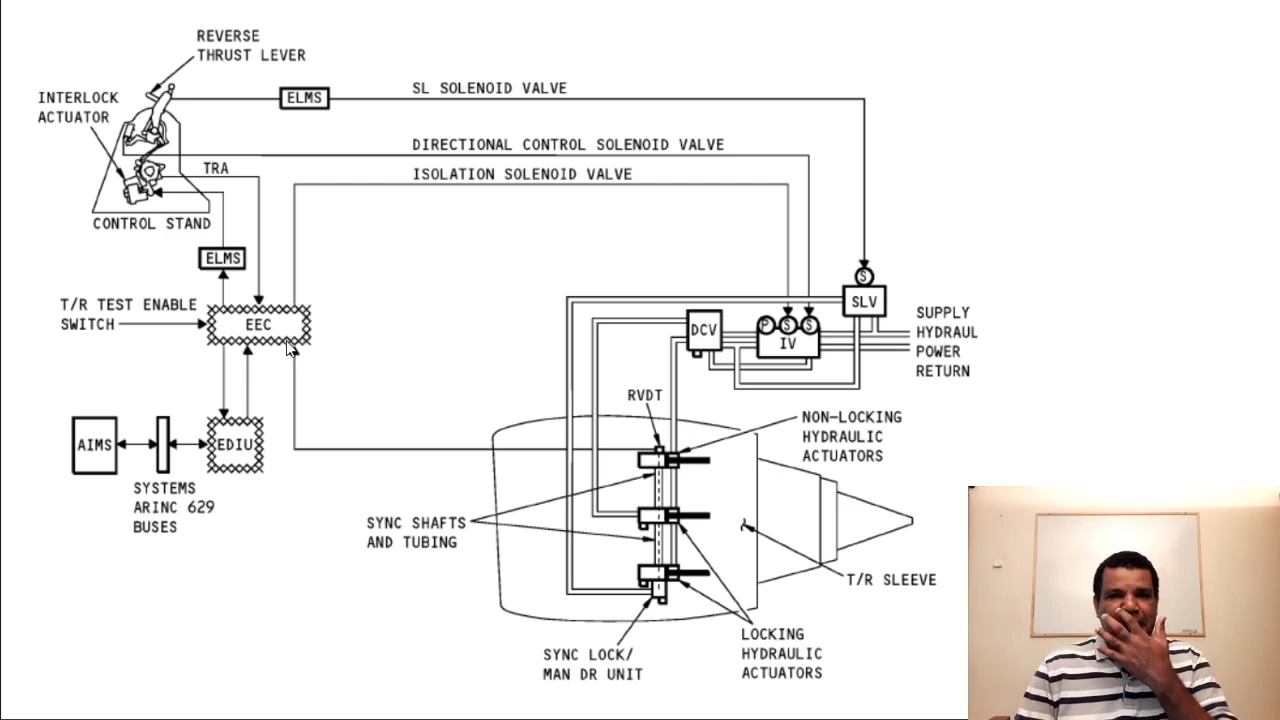 REVERSE
THRUST LEVER
INTERLOCK
ACTUATOR
ELMS
SL SOLENOID VALVE
DIRECTIONAL CONTROL SOLENOID VALVE
TRA
ISOLATION SOLENOID VALVE
CONTROL STAND
ELMS
T/R TEST ENABLE
SWITCH
EEC
S
SLV
DCV
P S S
IV
SUPPLY
HYDRAUL
POWER
RETURN
RVDT
NON-LOCKING
HYDRAULIC
ACTUATORS
AIMS
EDIU
SYSTEMS
ARINC 629
BUSES
SYNC SHAFTS
AND TUBING
T/R SLEEVE
SYNC LOCK/
MAN DR UNIT
LOCKING
HYDRAULIC
ACTUATORS